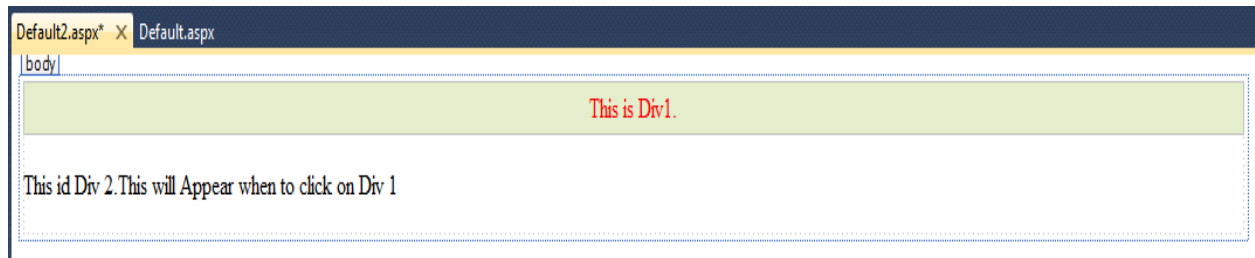 Default2.aspx* X Default.aspx
body
This is Div1.
This id Div 2.This will Appear when to click on Div 1